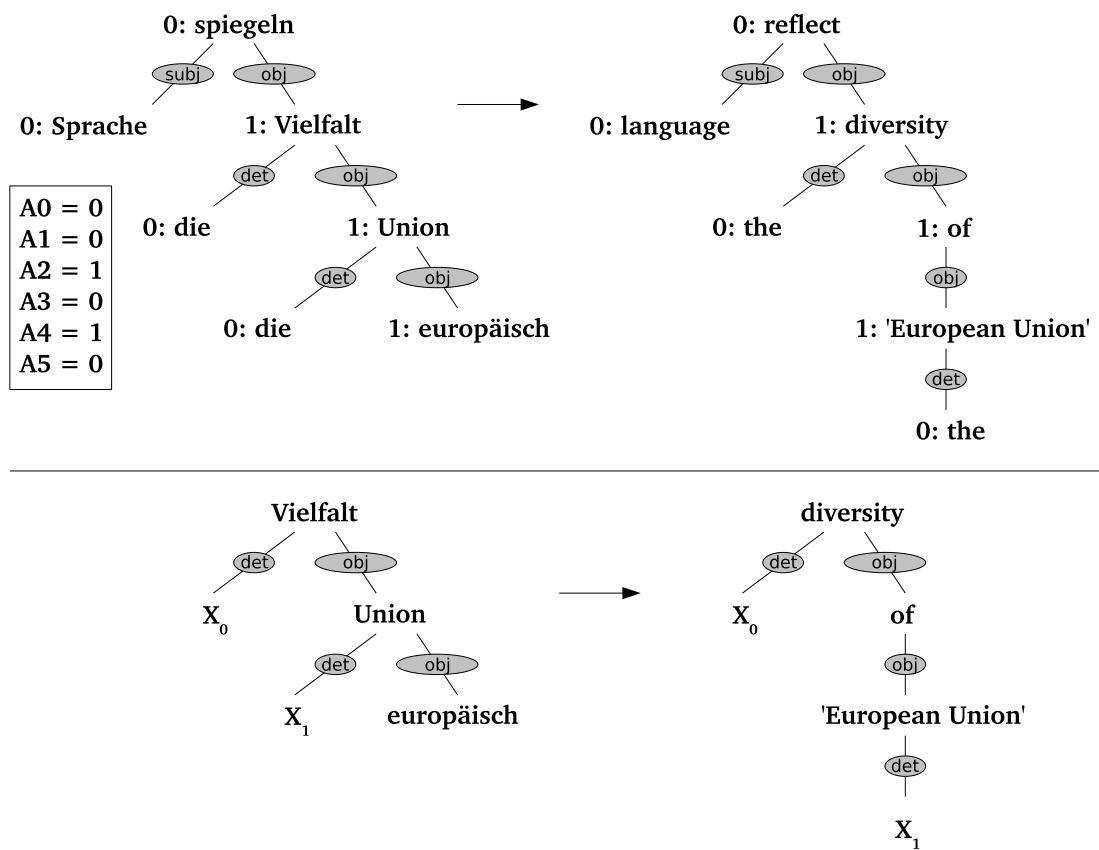 0: spiegeln 0: reflect
subj obj subj obj
0: Sprache 1: Vielfalt 0: language 1: diversity
det obj det obj
A0 = 0
A1 = 0
A2 = 1
A3 = 0
A4 = 1
A5 = 0
0: die 1: Union 0: the 1: of
det obj obj
0: die 1: europäisch 1: 'European Union'
det
0: the
Vielfalt diversity
det obj det obj
X₀ Union X₀ of
det obj obj
X₁ europäisch 'European Union'
det
X₁